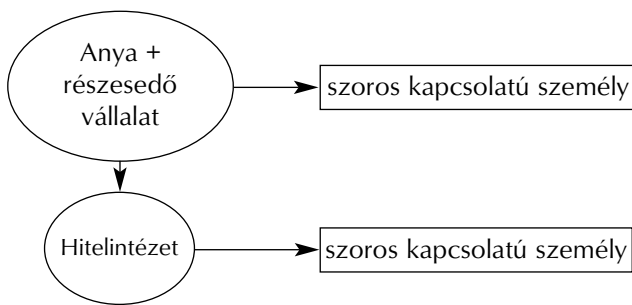 Anya +
részesedő
vállalat
szoros kapcsolatú személy
Hitelintézet
szoros kapcsolatú személy